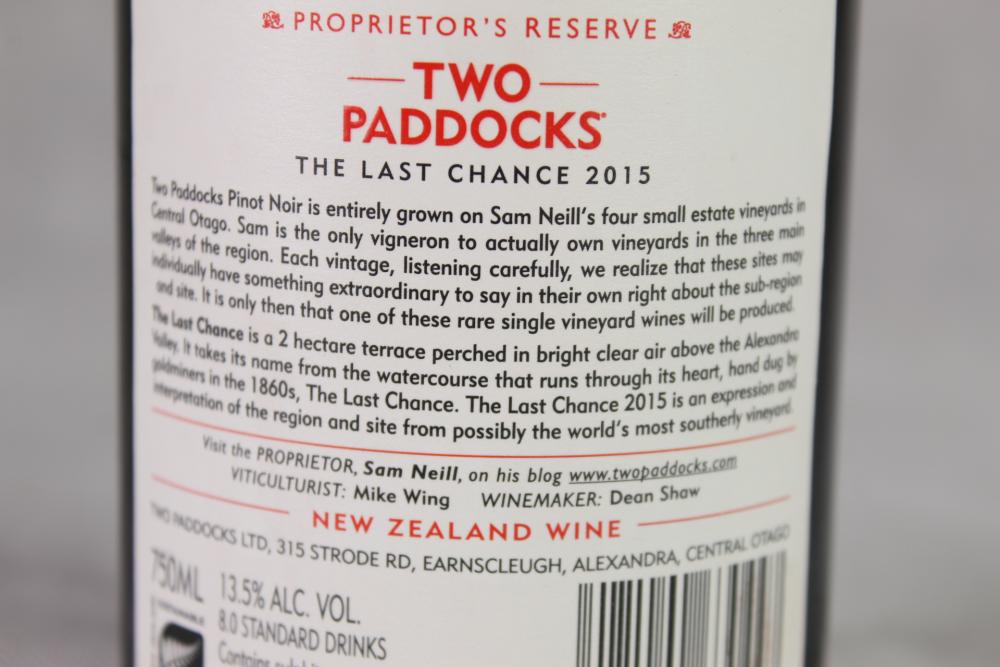 PROPRIETOR'S RESERVE
TWO
PADDOCKS
THE LAST CHANCE 2015
Two Paddocks Pinot Noir is entirely grown on Sam Neill's four small estate vineyards in
Central Otago. Sam is the only vigneron to actually own vineyards in the three main
valleys of the region. Each vintage, listening carefully, we realize that these sites may
individually have something extraordinary to say in their own right about the sub-region
and site. It is only then that one of these rare single vineyard wines will be produced.
The Last Chance is a 2 hectare terrace perched in bright clear air above the Alexandra
Valley. It takes its name from the watercourse that runs through its heart, hand dug by
goldminers in the 1860s, The Last Chance. The Last Chance 2015 is an expression and
interpretation of the region and site from possibly the world's most southerly vineyard.
Visit the PROPRIETOR, Sam Neill, on his blog www.twopaddocks.com
VITICULTURIST: Mike Wing WINEMAKER: Dean Shaw
NEW ZEALAND WINE
TWO PADDOCKS LTD, 315 STRODE RD, EARNSCLEUGH, ALEXANDRA, CENTRAL OTAGO
750ML 13.5% ALC. VOL.
8.0 STANDARD DRINKS
Contains